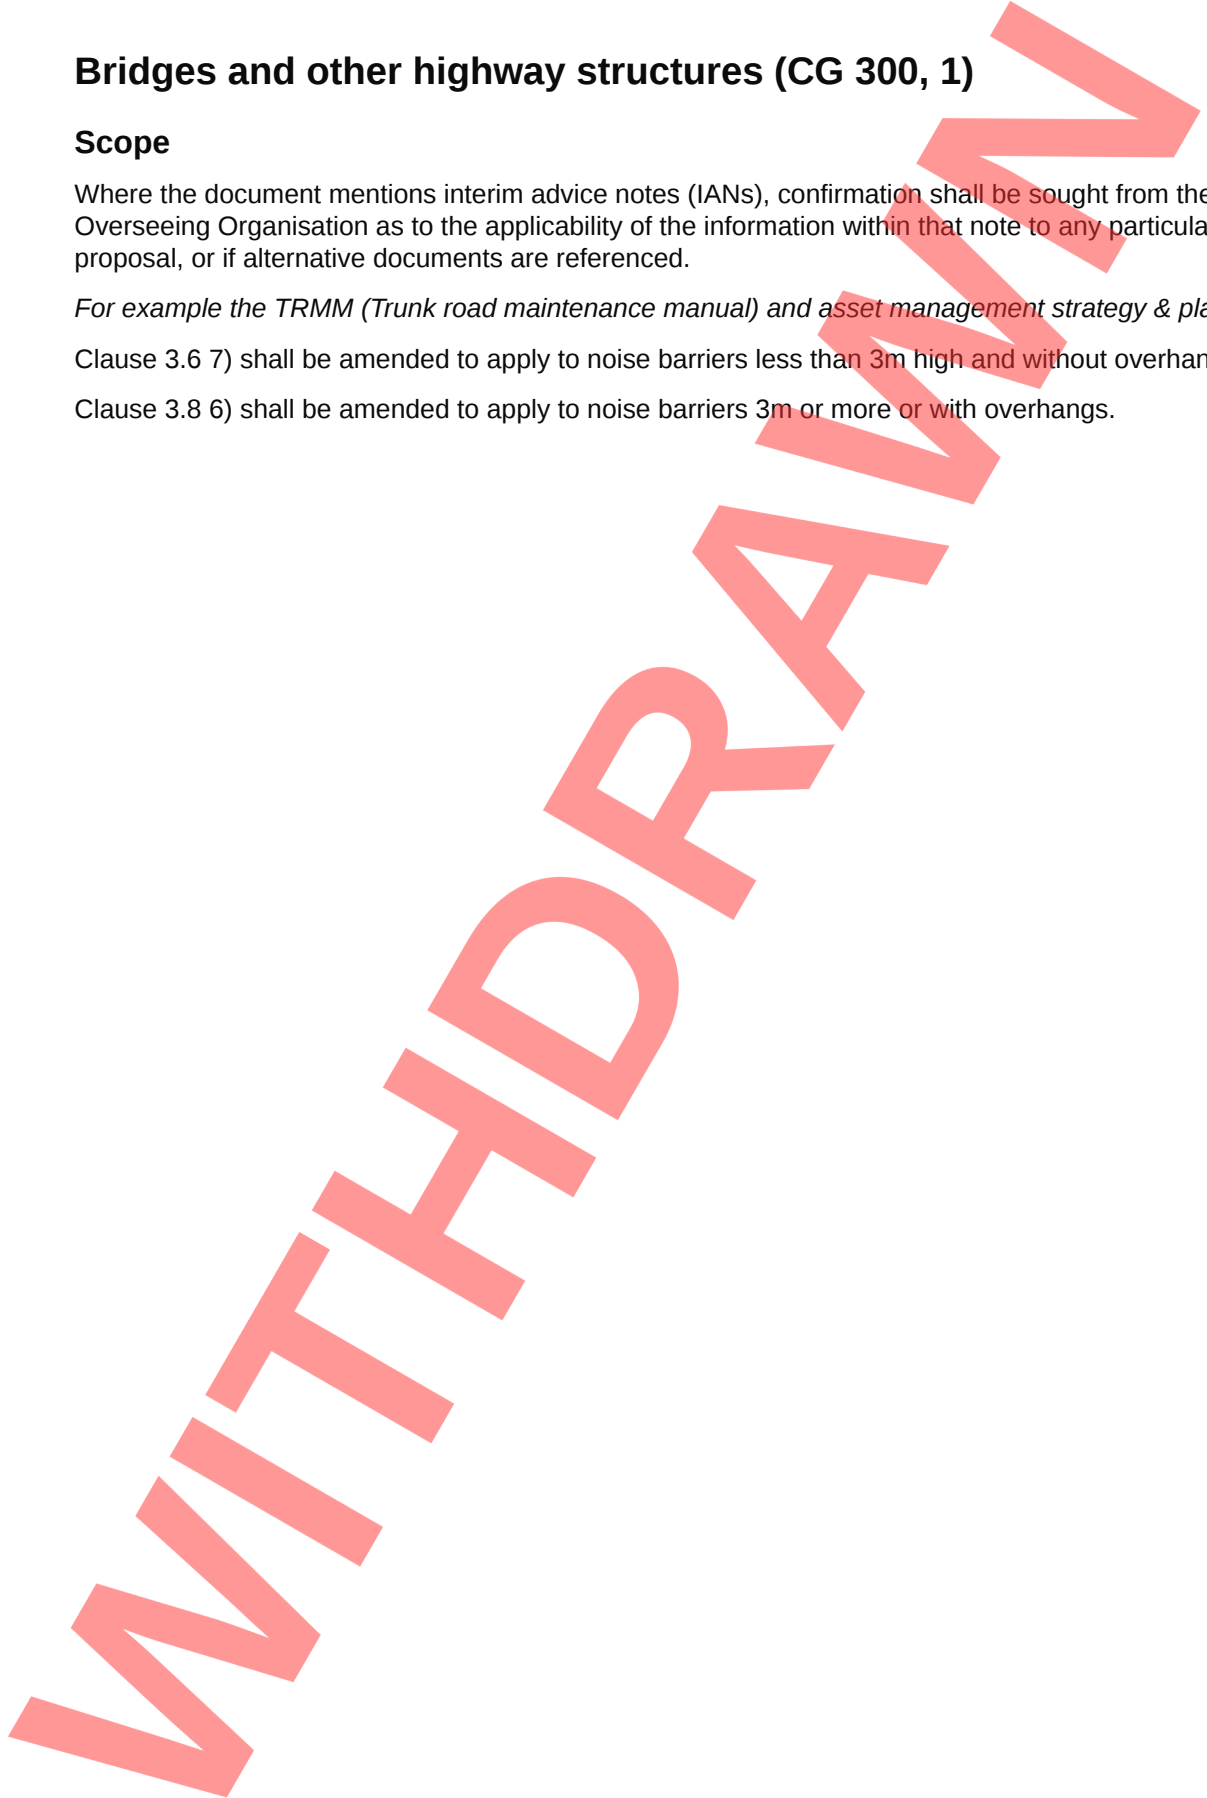 Bridges and other highway structures (CG 300, 1)
Scope
Where the document mentions interim advice notes (IANs), confirmation shall be sought from the
Overseeing Organisation as to the applicability of the information within that note to any particula
proposal, or if alternative documents are referenced.
For example the TRMM (Trunk road maintenance manual) and asset management strategy & pla
Clause 3.6 7) shall be amended to apply to noise barriers less than 3m high and without overhan
Clause 3.8 6) shall be amended to apply to noise barriers 3m or more or with overhangs.
WITHDRAWN